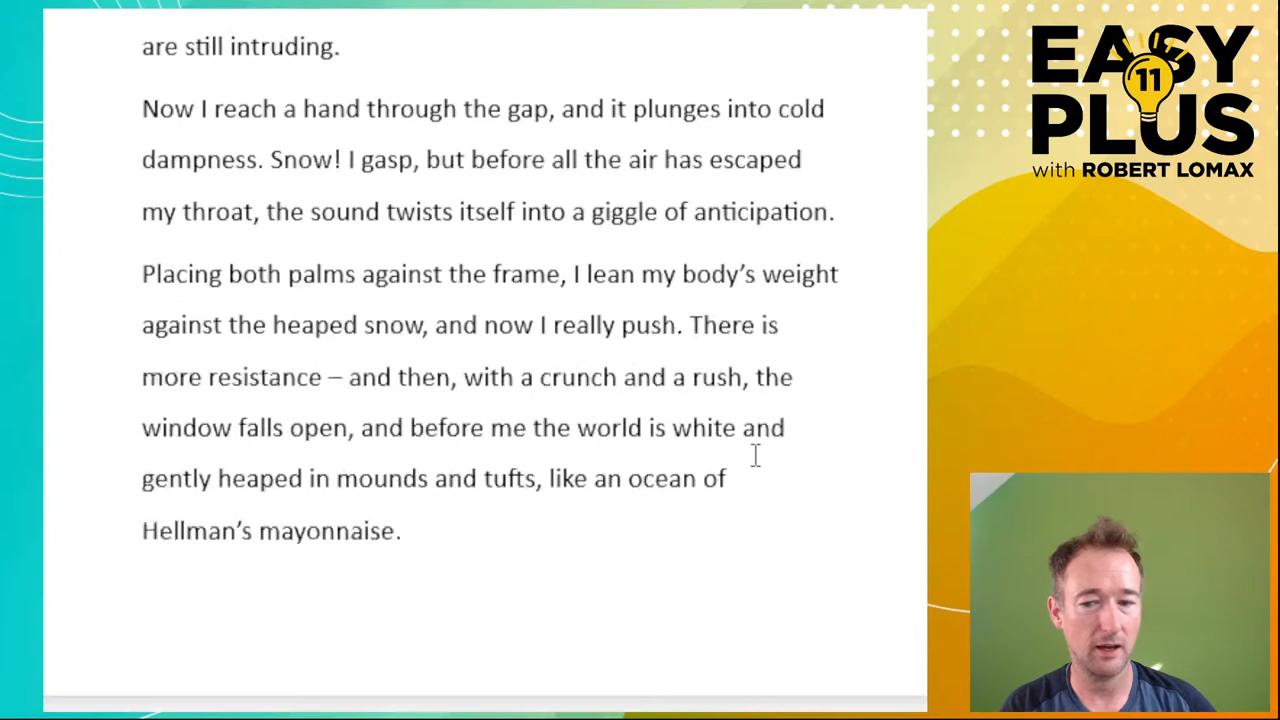 are still intruding.
Now I reach a hand through the gap, and it plunges into cold
dampness. Snow! I gasp, but before all the air has escaped
my throat, the sound twists itself into a giggle of anticipation.
Placing both palms against the frame, I lean my body’s weight
against the heaped snow, and now I really push. There is
more resistance – and then, with a crunch and a rush, the
window falls open, and before me the world is white and
gently heaped in mounds and tufts, like an ocean of
Hellman’s mayonnaise.
EASY
11
PLUS
with ROBERT LOMAX